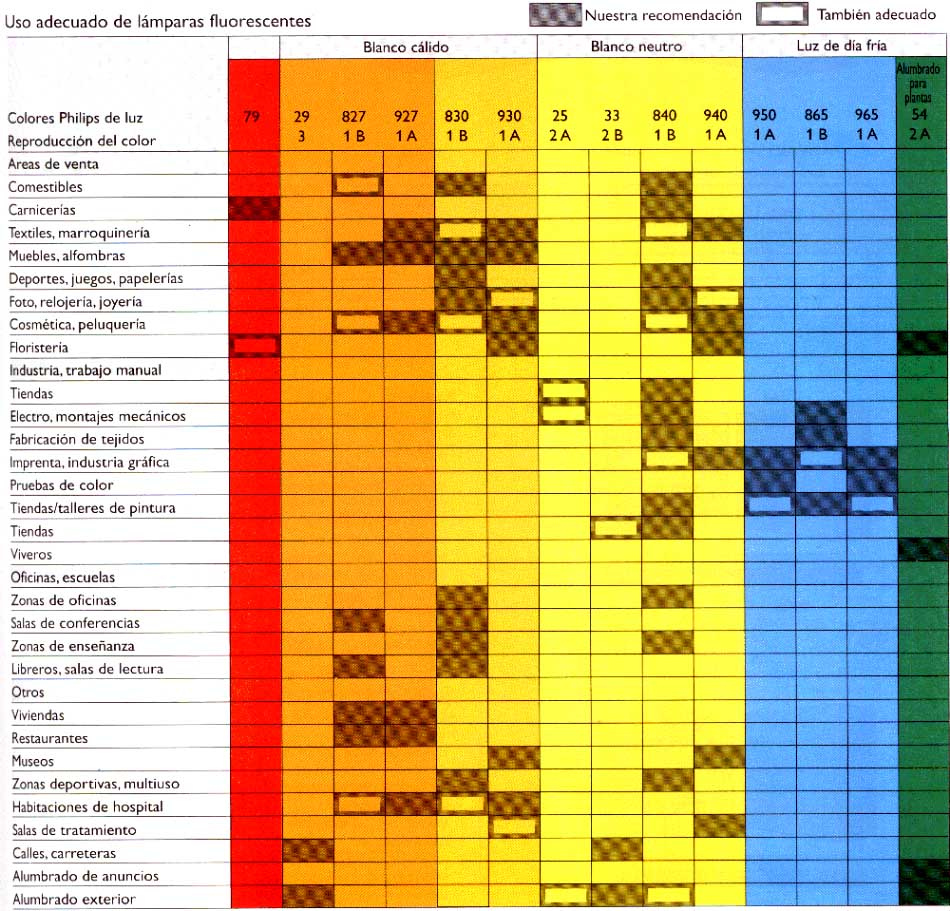 Uso adecuado de lámparas fluorescentes
Nuestra recomendación
También adecuado
Blanco cálido
Blanco neutro
Luz de día fría
Alumbrado
para
plantas
Colores Philips de luz 79 29 827 927 830 930 25 33 840 940 950 865 965 54
Reproducción del color 3 1 B 1 A 1 B 1 A 2 A 2 B 1 B 1 A 1 A 1 B 1 A 2 A
Areas de venta
Comestibles
Carnicerías
Textiles, marroquinería
Muebles, alfombras
Deportes, juegos, papelerías
Foto, relojería, joyería
Cosmética, peluquería
Floristería
Industria, trabajo manual
Tiendas
Electro, montajes mecánicos
Fabricación de tejidos
Imprenta, industria gráfica
Pruebas de color
Tiendas/talleres de pintura
Tiendas
Viveros
Oficinas, escuelas
Zonas de oficinas
Salas de conferencias
Zonas de enseñanza
Libreros, salas de lectura
Otros
Viviendas
Restaurantes
Museos
Zonas deportivas, multiuso
Habitaciones de hospital
Salas de tratamiento
Calles, carreteras
Alumbrado de anuncios
Alumbrado exterior